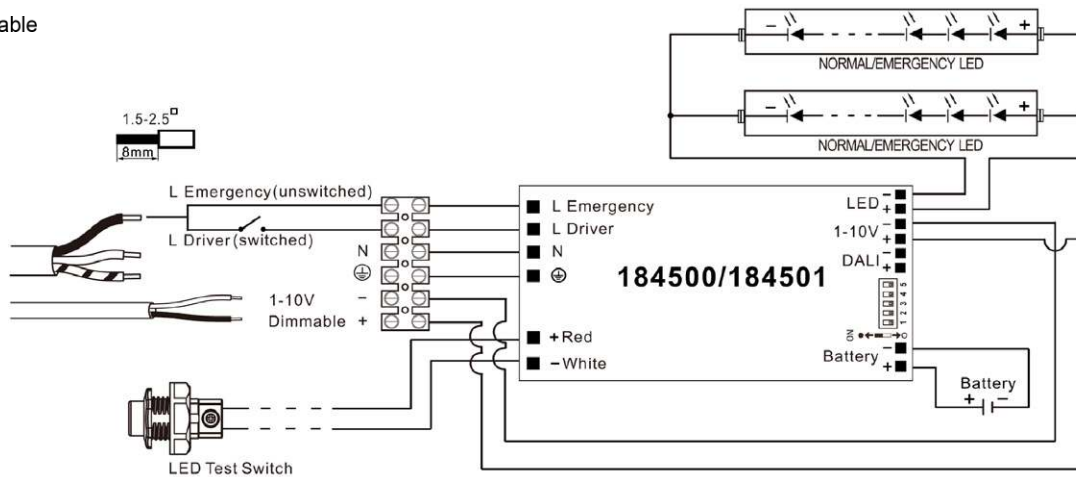 able
1.5-2.5
8mm
NORMAL/EMERGENCY LED
NORMAL/EMERGENCY LED
L Emergency(unswitched)
L Driver(switched)
N
1-10V
Dimmable
−
+
L Emergency
L Driver
N
184500/184501
+Red
−White
LED
−
+
1-10V
−
+
DALI
−
+
1 2 3 4 5
ON
Battery
−
+
Battery
+ −
LED Test Switch